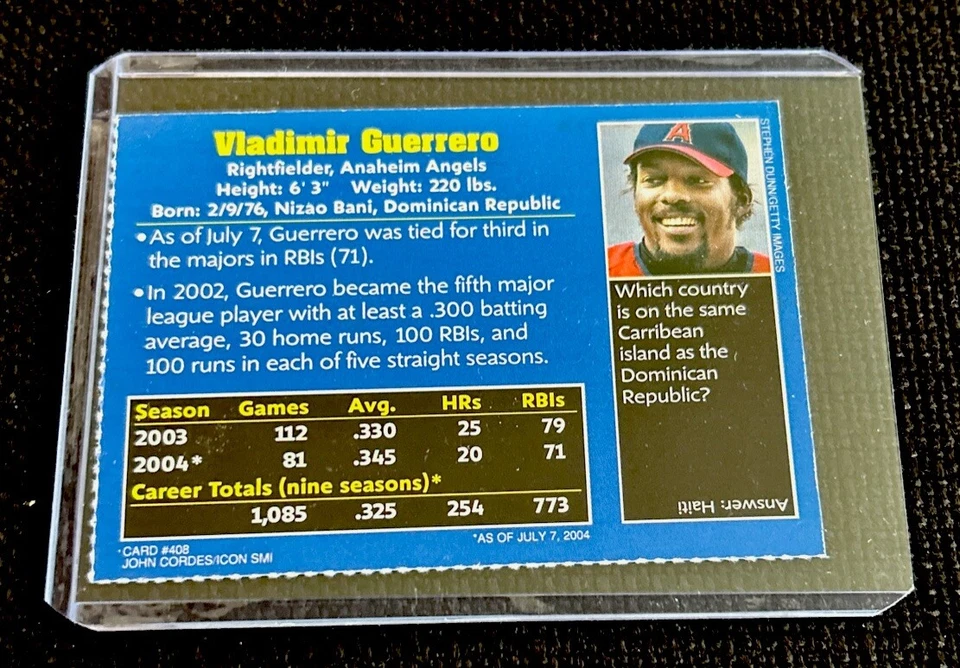 Vladimir Guerrero
Rightfielder, Anaheim Angels
Height: 6' 3" Weight: 220 lbs.
Born: 2/9/76, Nizao Bani, Dominican Republic
•As of July 7, Guerrero was tied for third in
the majors in RBIs (71).
•In 2002, Guerrero became the fifth major
league player with at least a .300 batting
average, 30 home runs, 100 RBIs, and
100 runs in each of five straight seasons.
Season Games Avg. HRs RBIs
2003 112 .330 25 79
2004* 81 .345 20 71
Career Totals (nine seasons)*
1,085 .325 254 773
*AS OF JULY 7, 2004
CARD #408
JOHN CORDES/ICON SMI
A
STEPHEN DUNN/GETTY IMAGES
Which country
is on the same
Carribean
island as the
Dominican
Republic?
Answer: Haiti